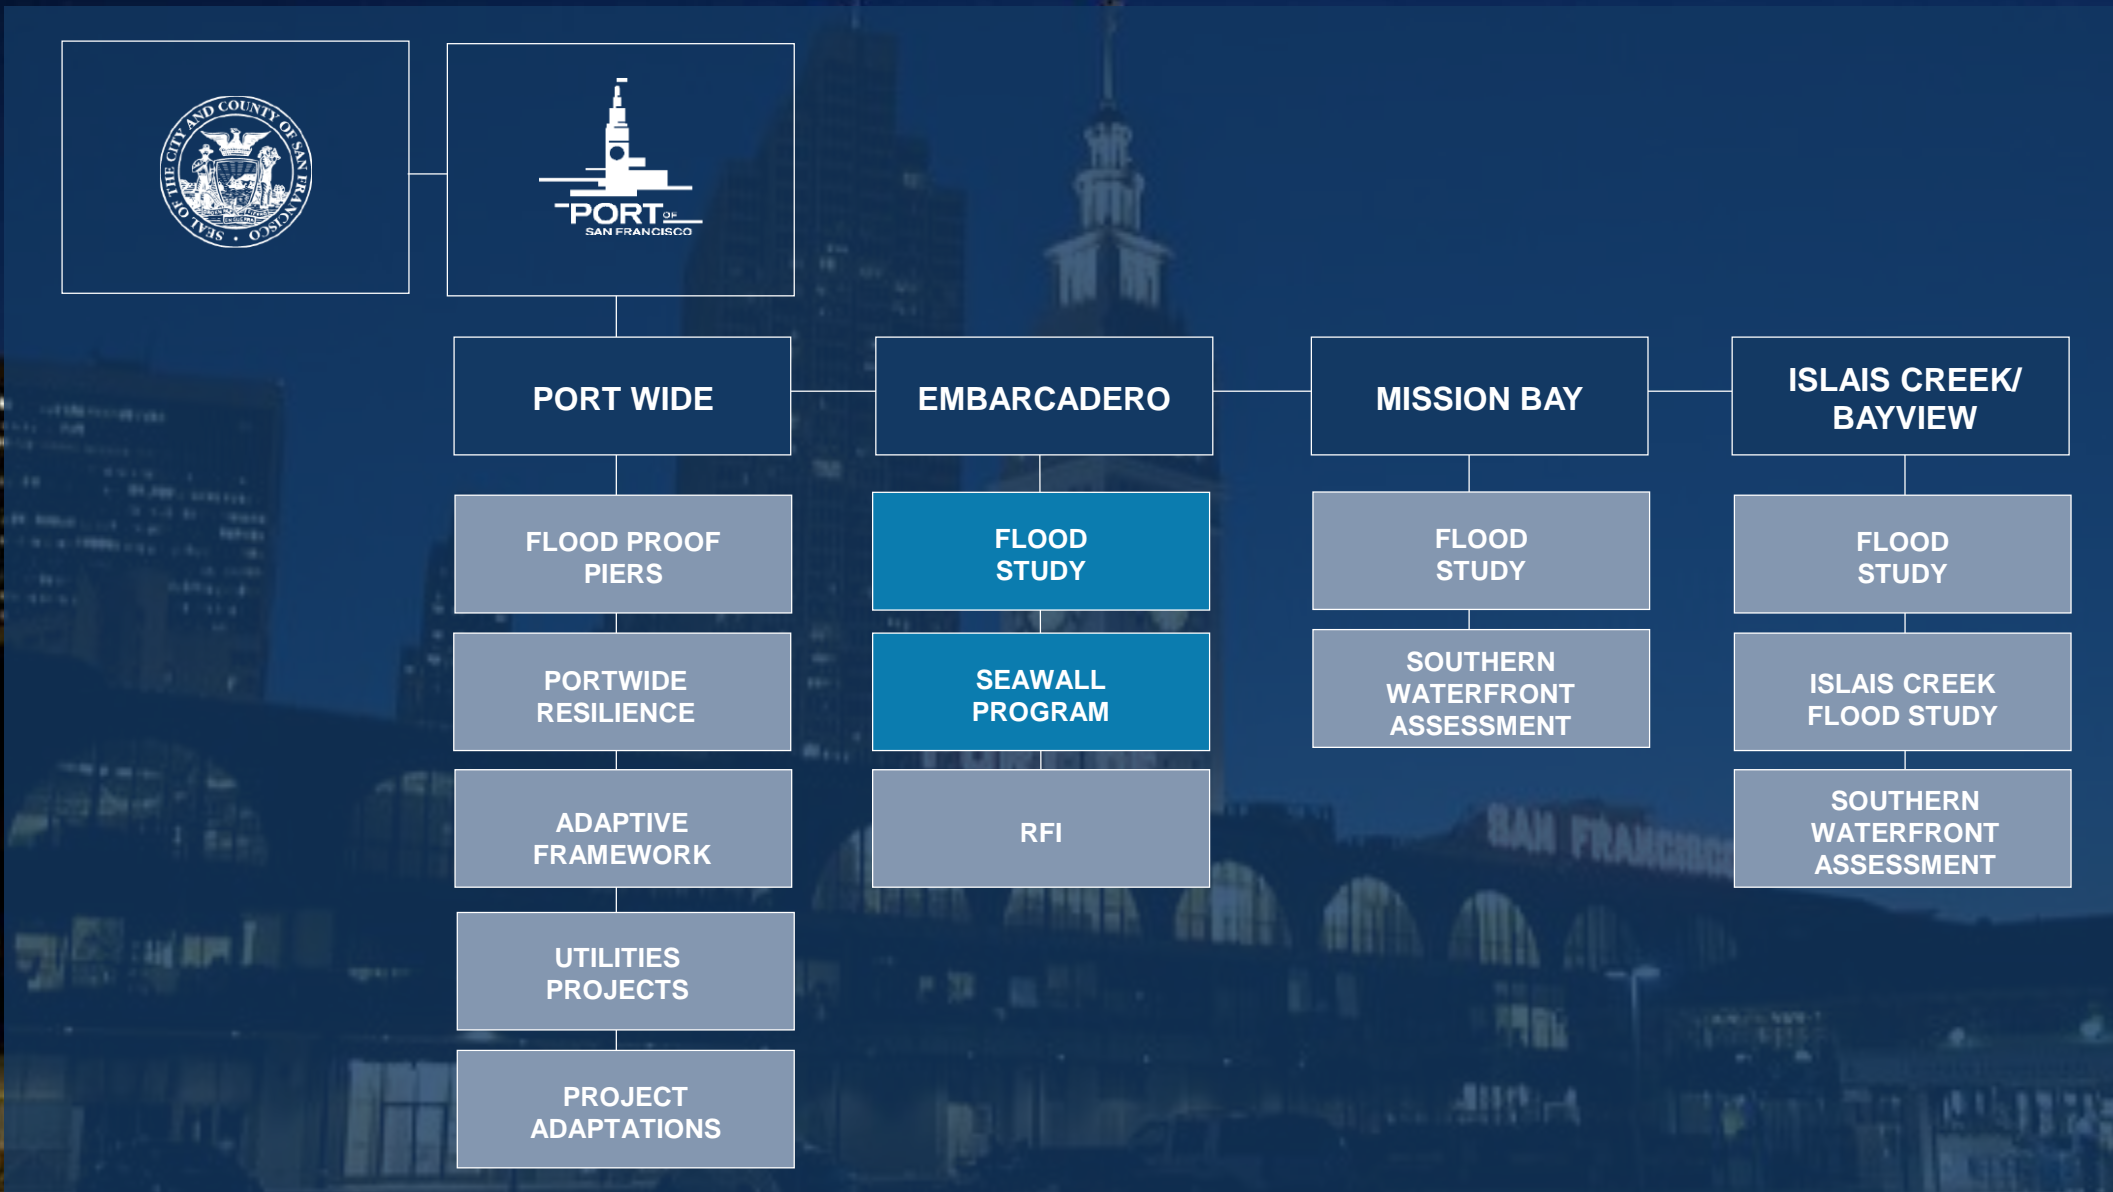 SEAL OF THE CITY AND COUNTY OF SAN FRANCISCO
PORT OF
SAN FRANCISCO
PORT WIDE
EMBARCADERO
MISSION BAY
ISLAIS CREEK/
BAYVIEW
FLOOD PROOF
PIERS
PORTWIDE
RESILIENCE
ADAPTIVE
FRAMEWORK
UTILITIES
PROJECTS
PROJECT
ADAPTATIONS
FLOOD
STUDY
SEAWALL
PROGRAM
RFI
FLOOD
STUDY
SOUTHERN
WATERFRONT
ASSESSMENT
FLOOD
STUDY
ISLAIS CREEK
FLOOD STUDY
SOUTHERN
WATERFRONT
ASSESSMENT
SAN FRANCISCO